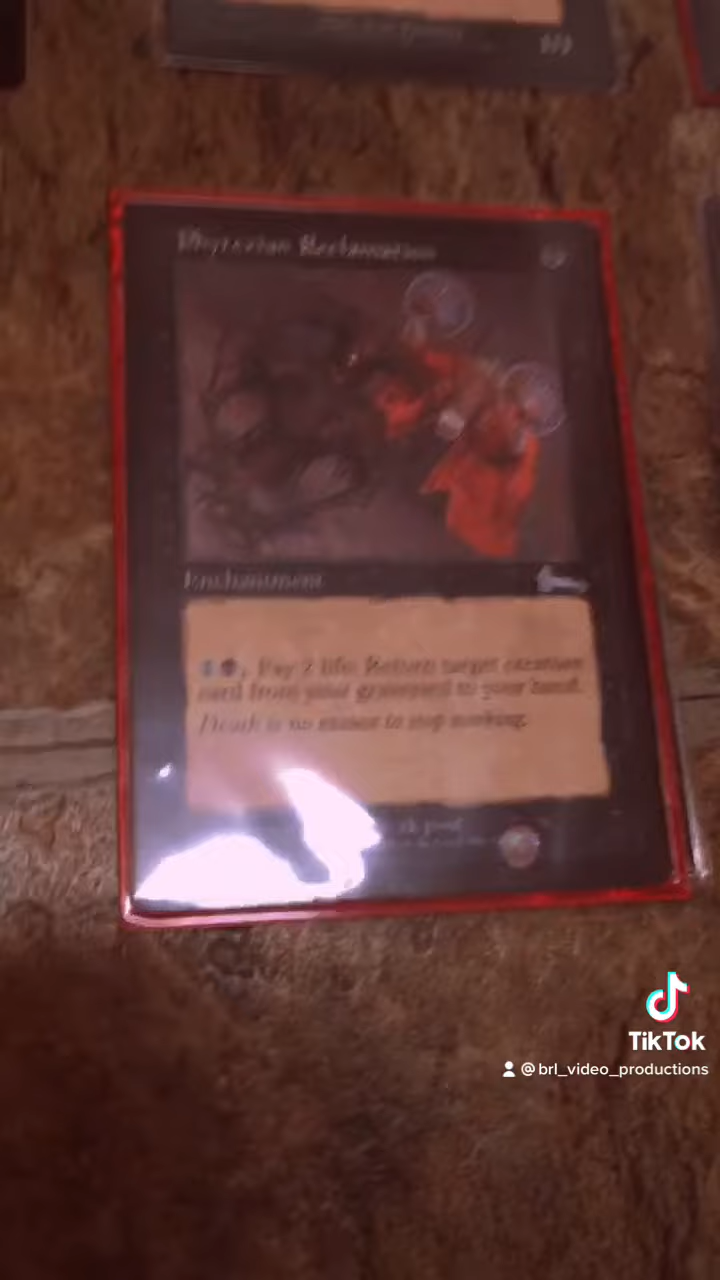 Phyrexian Reclamation
Enchantment
, Pay 2 life: Return target creature
card from your graveyard to your hand.
Death is no excuse to stop working.
TikTok
@brl_video_productions